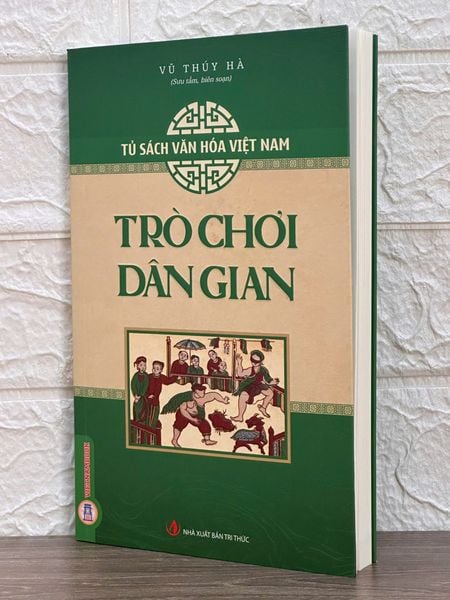 VŨ THÚY HÀ
(Sưu tầm, biên soạn)
TỦ SÁCH VĂN HÓA VIỆT NAM
TRÒ CHƠI
DÂN GIAN
VIETNAMBOOK
NHÀ XUẤT BẢN TRI THỨC